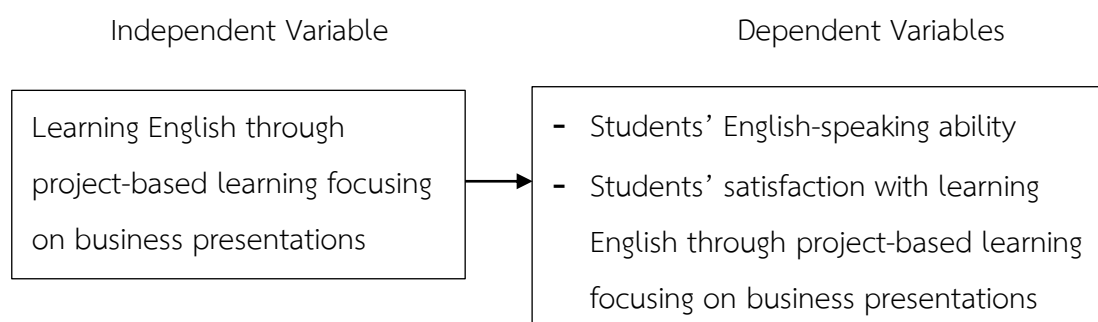 Independent Variable
Dependent Variables
Learning English through
project-based learning focusing
on business presentations
- Students’ English-speaking ability
- Students’ satisfaction with learning
English through project-based learning
focusing on business presentations